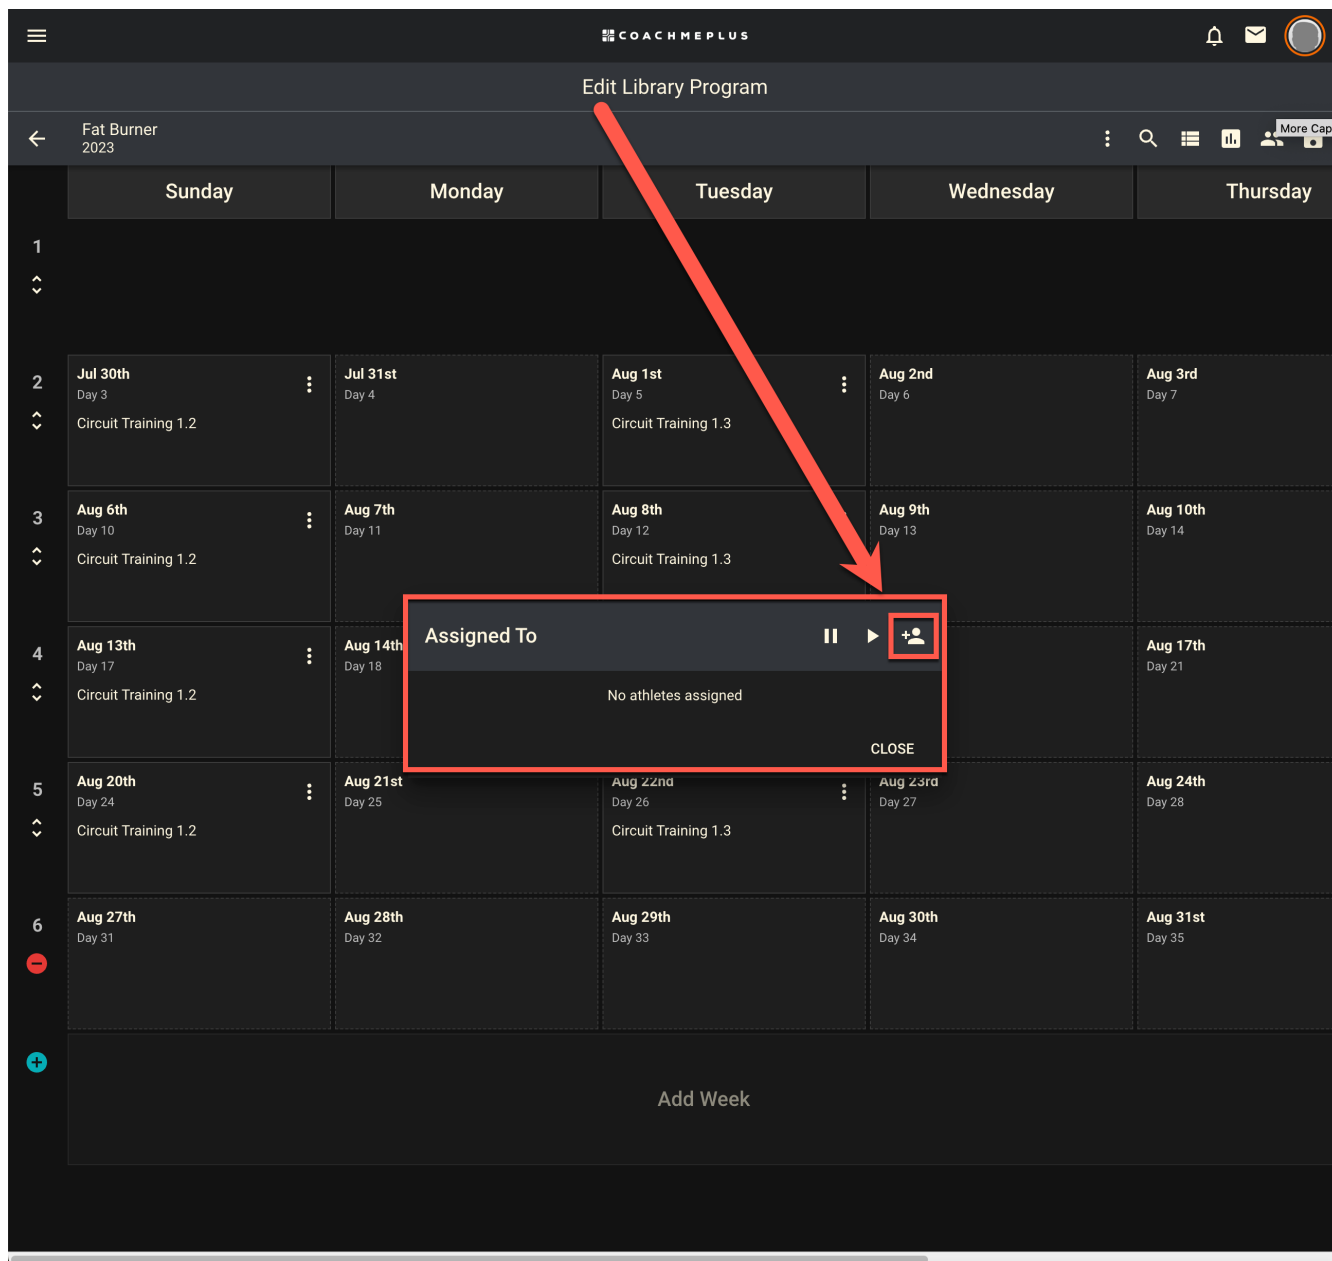 COACHMEPLUS
Edit Library Program
Fat Burner
2023
More Cap
Sunday Monday Tuesday Wednesday Thursday
1
2
Jul 30th Jul 31st Aug 1st Aug 2nd Aug 3rd
Day 3 Day 4 Day 5 Day 6 Day 7
Circuit Training 1.2 Circuit Training 1.3
3
Aug 6th Aug 7th Aug 8th Aug 9th Aug 10th
Day 10 Day 11 Day 12 Day 13 Day 14
Circuit Training 1.2 Circuit Training 1.3
Assigned To
No athletes assigned
CLOSE
4
Aug 13th Aug 14th Aug 17th
Day 17 Day 18 Day 21
Circuit Training 1.2
5
Aug 20th Aug 21st Aug 22nd Aug 23rd Aug 24th
Day 24 Day 25 Day 26 Day 27 Day 28
Circuit Training 1.2 Circuit Training 1.3
6
Aug 27th Aug 28th Aug 29th Aug 30th Aug 31st
Day 31 Day 32 Day 33 Day 34 Day 35
Add Week